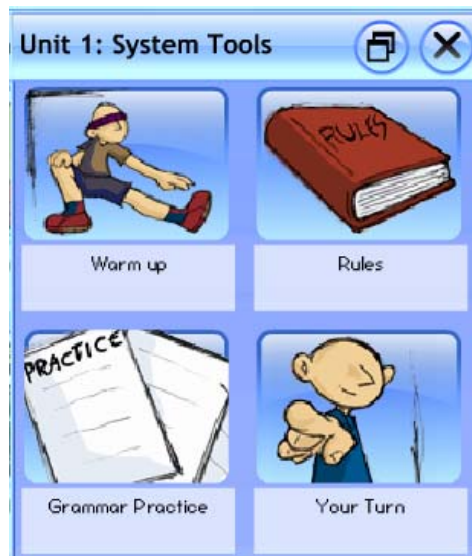 Unit 1: System Tools
RULES
Warm up
Rules
PRACTICE
Grammar Practice
Your Turn